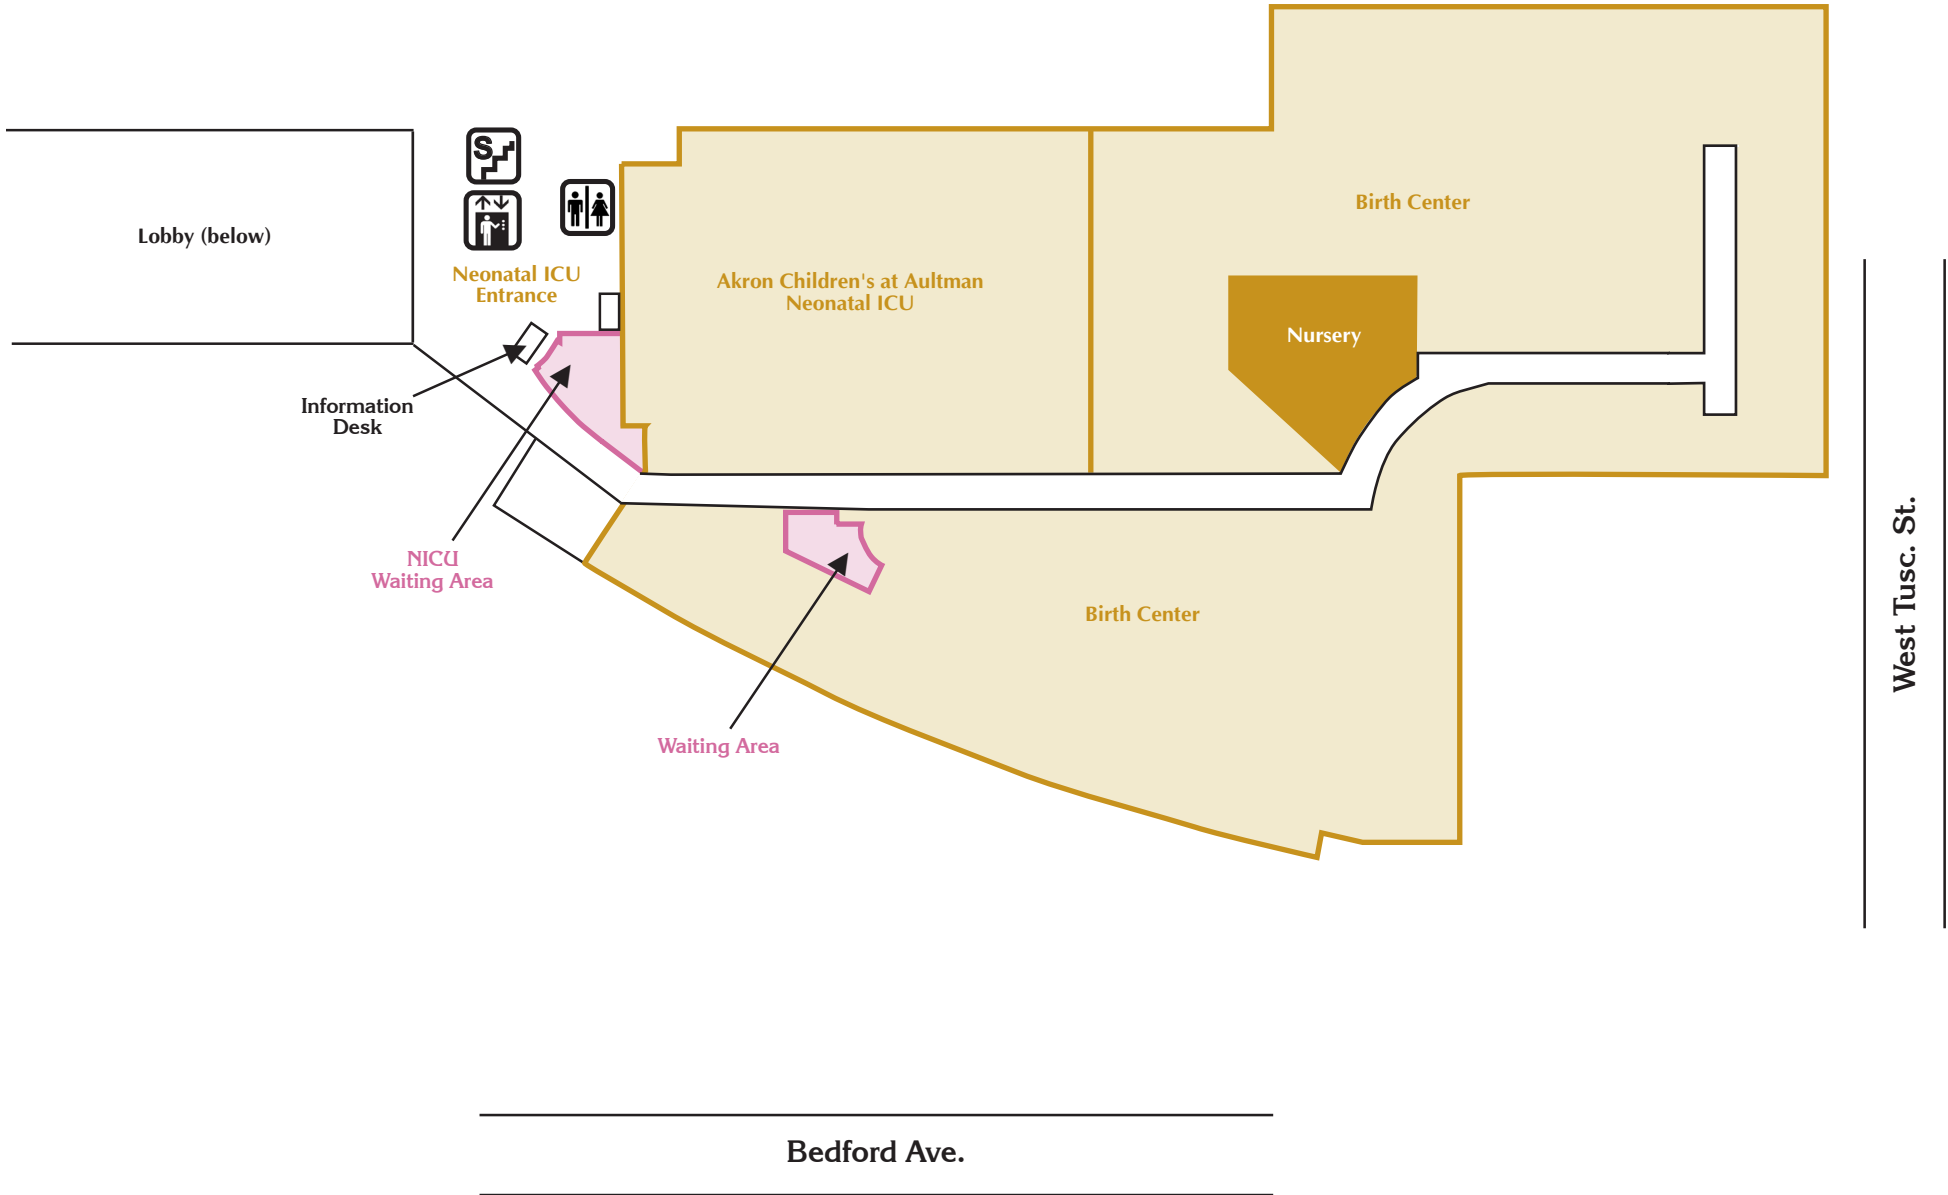 S
Birth Center
Lobby (below)
Neonatal ICU
Entrance
Akron Children's at Aultman
Neonatal ICU
Nursery
Information
Desk
NICU
Waiting Area
Birth Center
Waiting Area
West Tusc. St.
Bedford Ave.